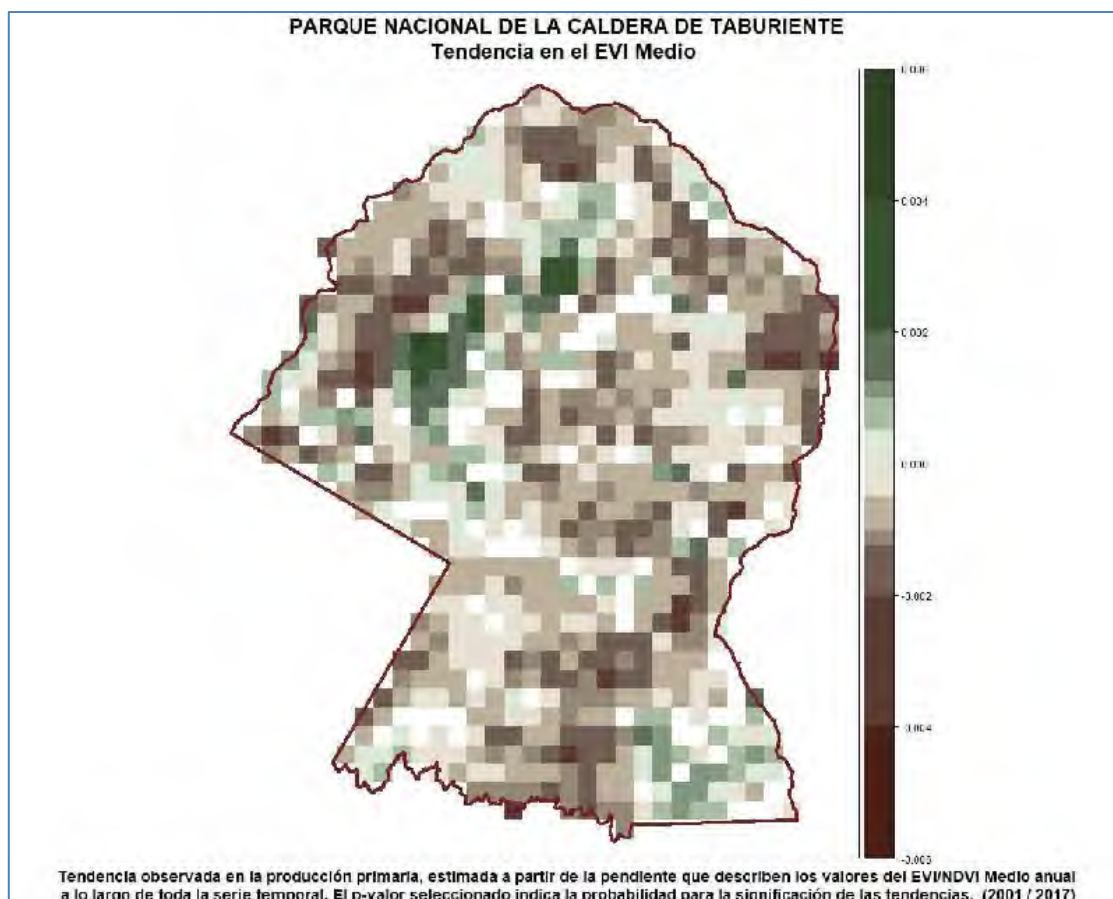 PARQUE NACIONAL DE LA CALDERA DE TABURIENTE
Tendencia en el EVI Medio
0.004
0.002
0.000
-0.002
-0.004
Tendencia observada en la producción primaria, estimada a partir de la pendiente que describen los valores del EVI/NDVI Medio anual
a lo largo de toda la serie temporal. El p-valor seleccionado indica la probabilidad para la significación de las tendencias. (2001 / 2017)